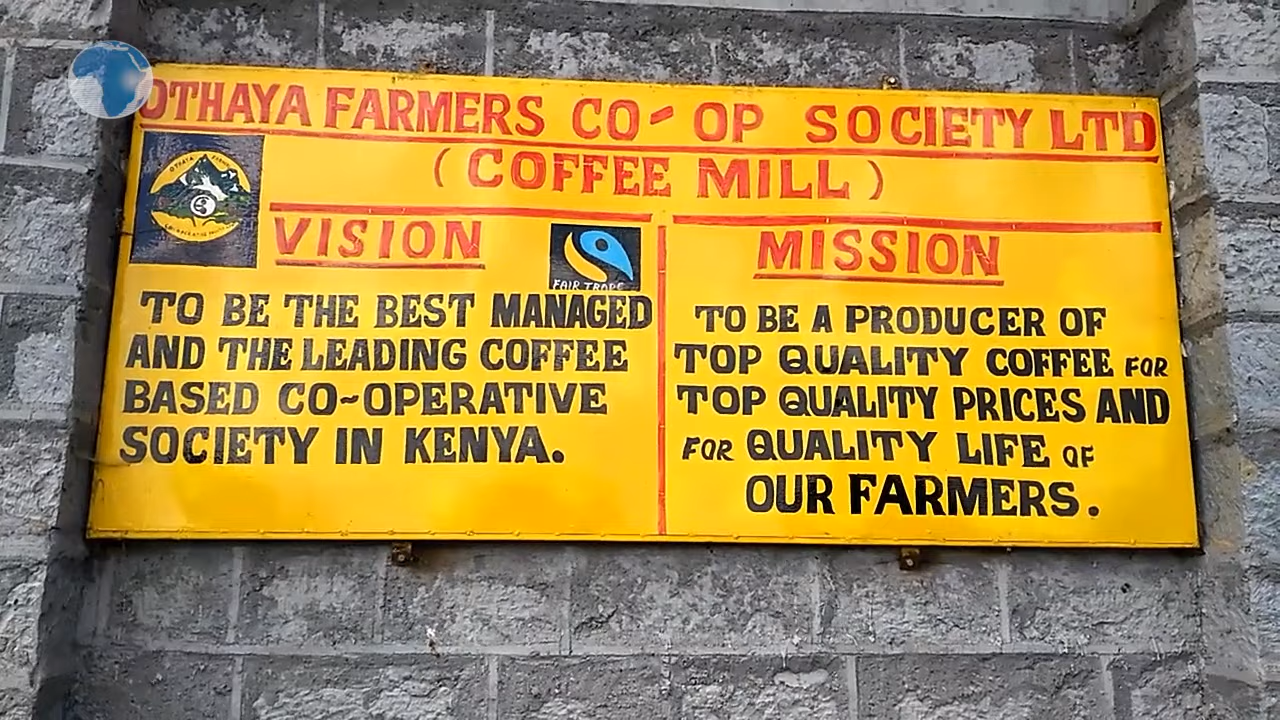 OTHAYA FARMERS CO-OP SOCIETY LTD
(COFFEE MILL)
VISION
FAIR TRADE
TO BE THE BEST MANAGED
AND THE LEADING COFFEE
BASED CO~OPERATIVE
SOCIETY IN KENYA.
MISSION
TO BE A PRODUCER OF
TOP QUALITY COFFEE FOR
TOP QUALITY PRICES AND
FOR QUALITY LIFE OF
OUR FARMERS.